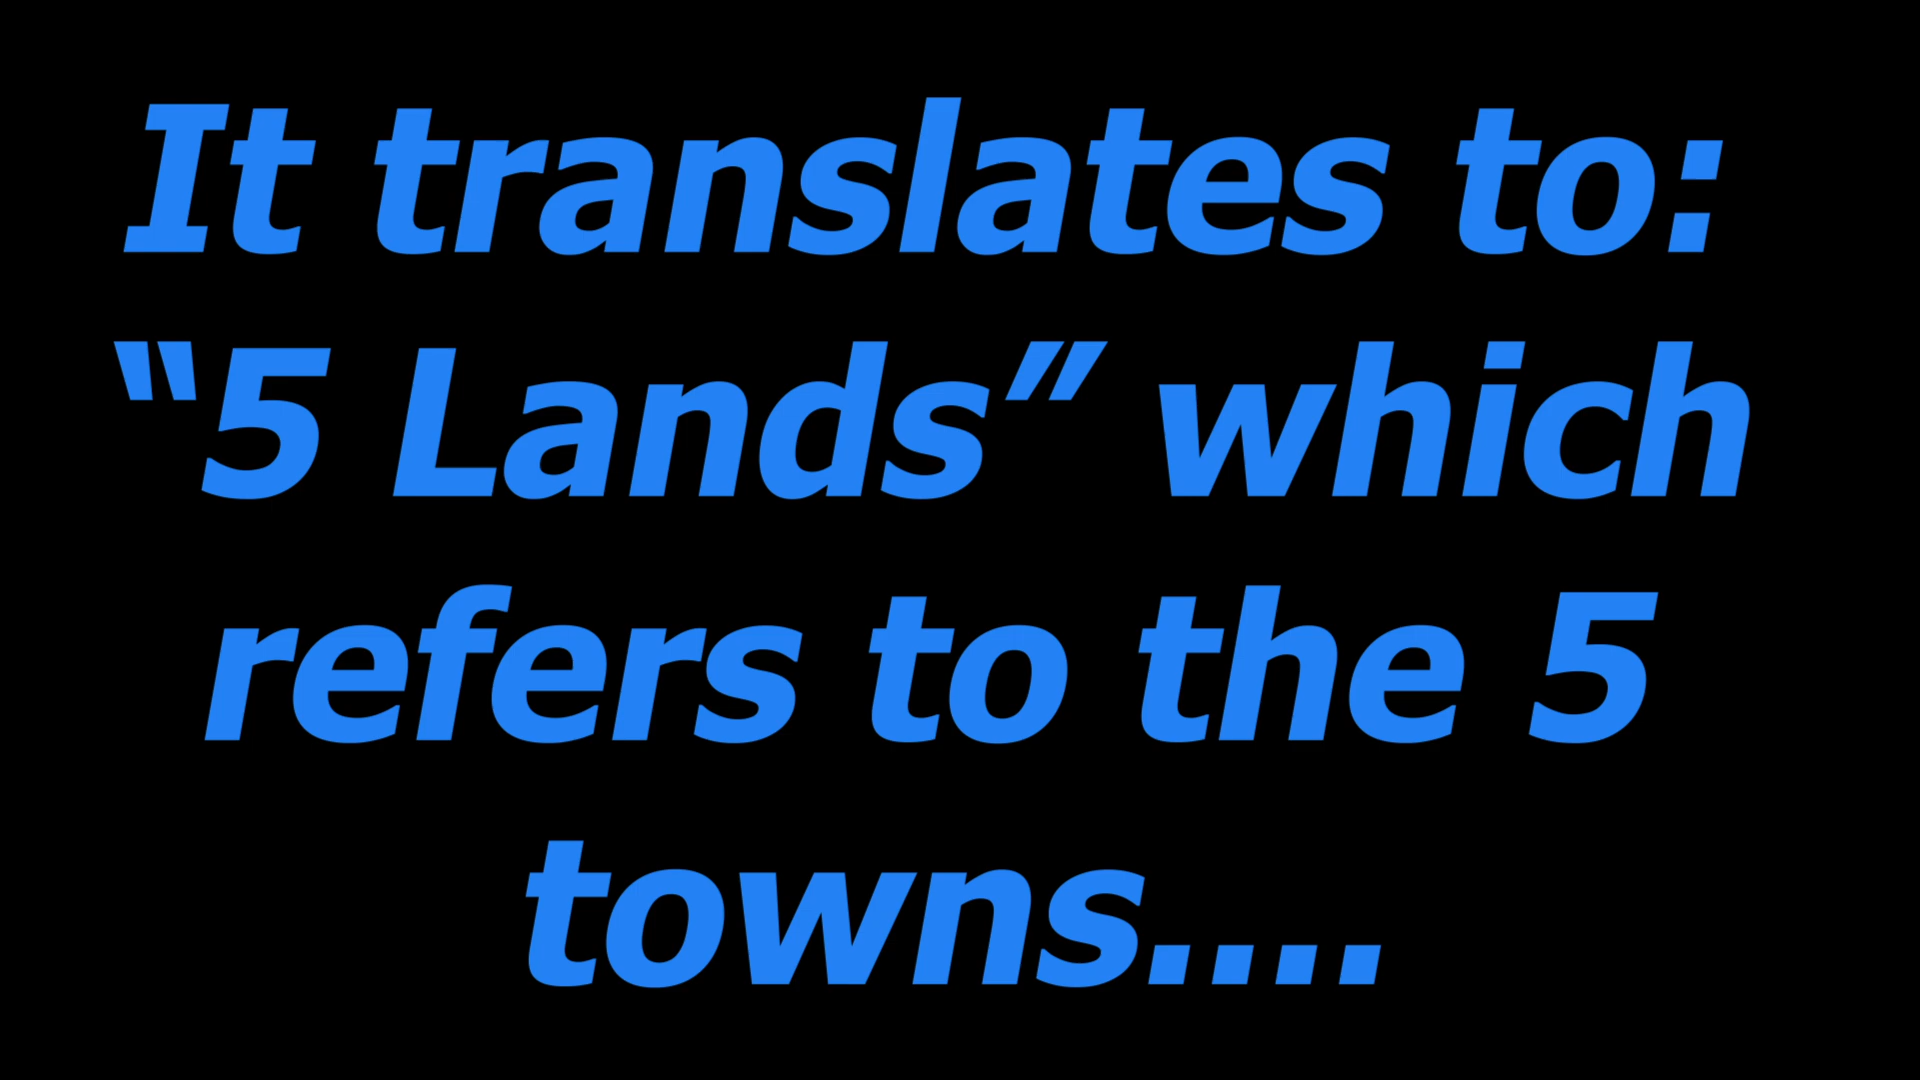 It translates to:
“5 Lands” which
refers to the 5
towns....